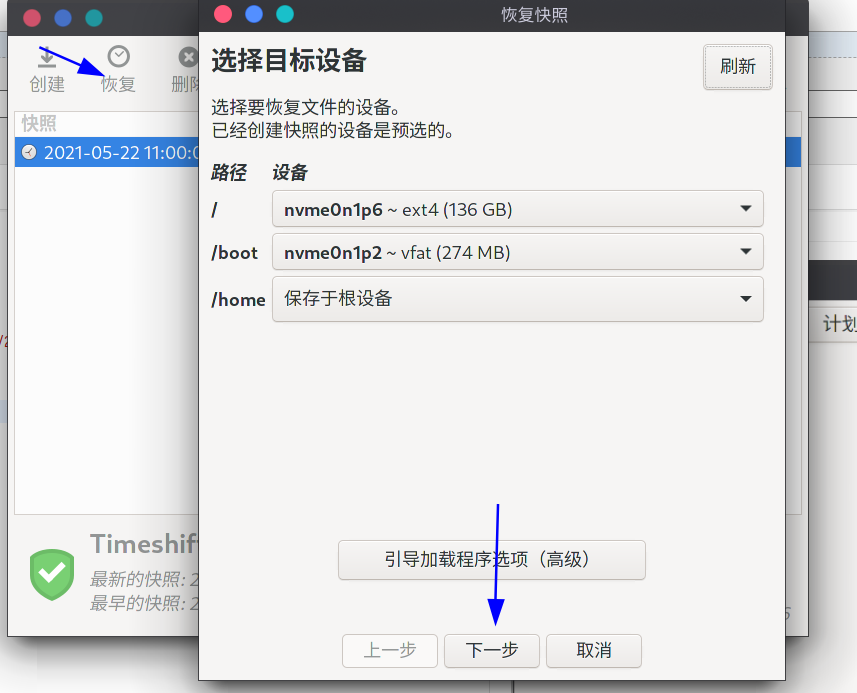 恢复快照
创建
恢复
删除
选择目标设备
刷新
选择要恢复文件的设备。
已经创建快照的设备是预选的。
快照
2021-05-22 11:00:0
路径 设备
/ nvme0n1p6 ~ ext4 (136 GB)
/boot nvme0n1p2 ~ vfat (274 MB)
/home 保存于根设备
计划
Timeshif
最新的快照: 2
最早的快照: 2
引导加载程序选项（高级）
上一步 下一步 取消